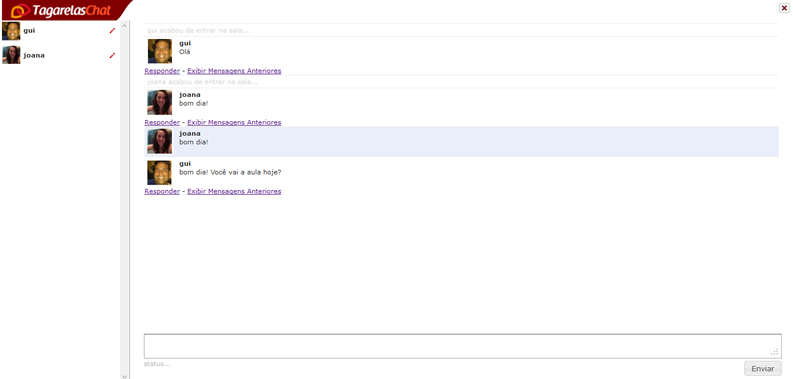 TagarelasChat
gui
joana
gui acabou de entrar na sala...
gui
Olá
Responder - Exibir Mensagens Anteriores
joana acabou de entrar na sala...
joana
bom dia!
Responder - Exibir Mensagens Anteriores
joana
bom dia!
gui
bom dia! Você vai a aula hoje?
Responder - Exibir Mensagens Anteriores
status...
Enviar